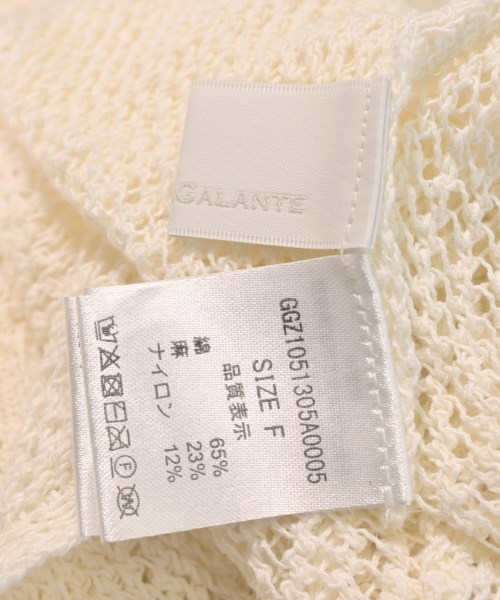 GALANTE
GGZ1051305A0005
SIZE F
品質表示
綿 65%
麻 23%
ナイロン 12%
F